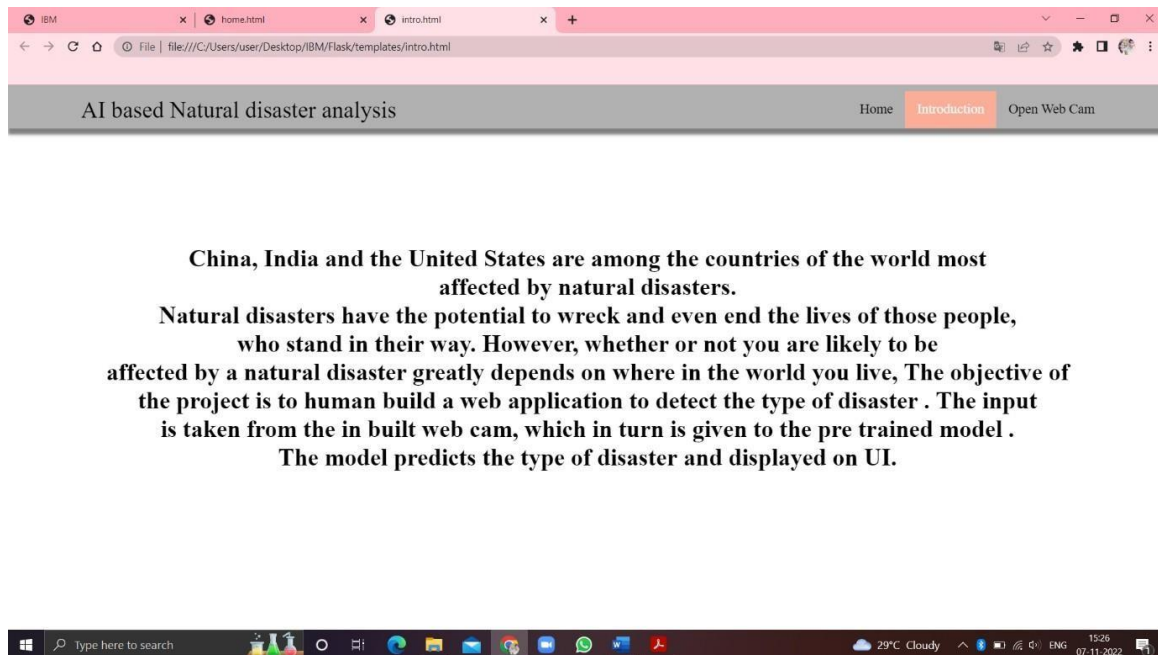 IBM
home.html
intro.html
File | file:///C:/Users/user/Desktop/IBM/Flask/templates/intro.html
AI based Natural disaster analysis
Home Introduction Open Web Cam
China, India and the United States are among the countries of the world most
affected by natural disasters.
Natural disasters have the potential to wreck and even end the lives of those people,
who stand in their way. However, whether or not you are likely to be
affected by a natural disaster greatly depends on where in the world you live, The objective of
the project is to human build a web application to detect the type of disaster . The input
is taken from the in built web cam, which in turn is given to the pre trained model .
The model predicts the type of disaster and displayed on UI.
Type here to search
29°C Cloudy
ENG
15:26
07-11-2022